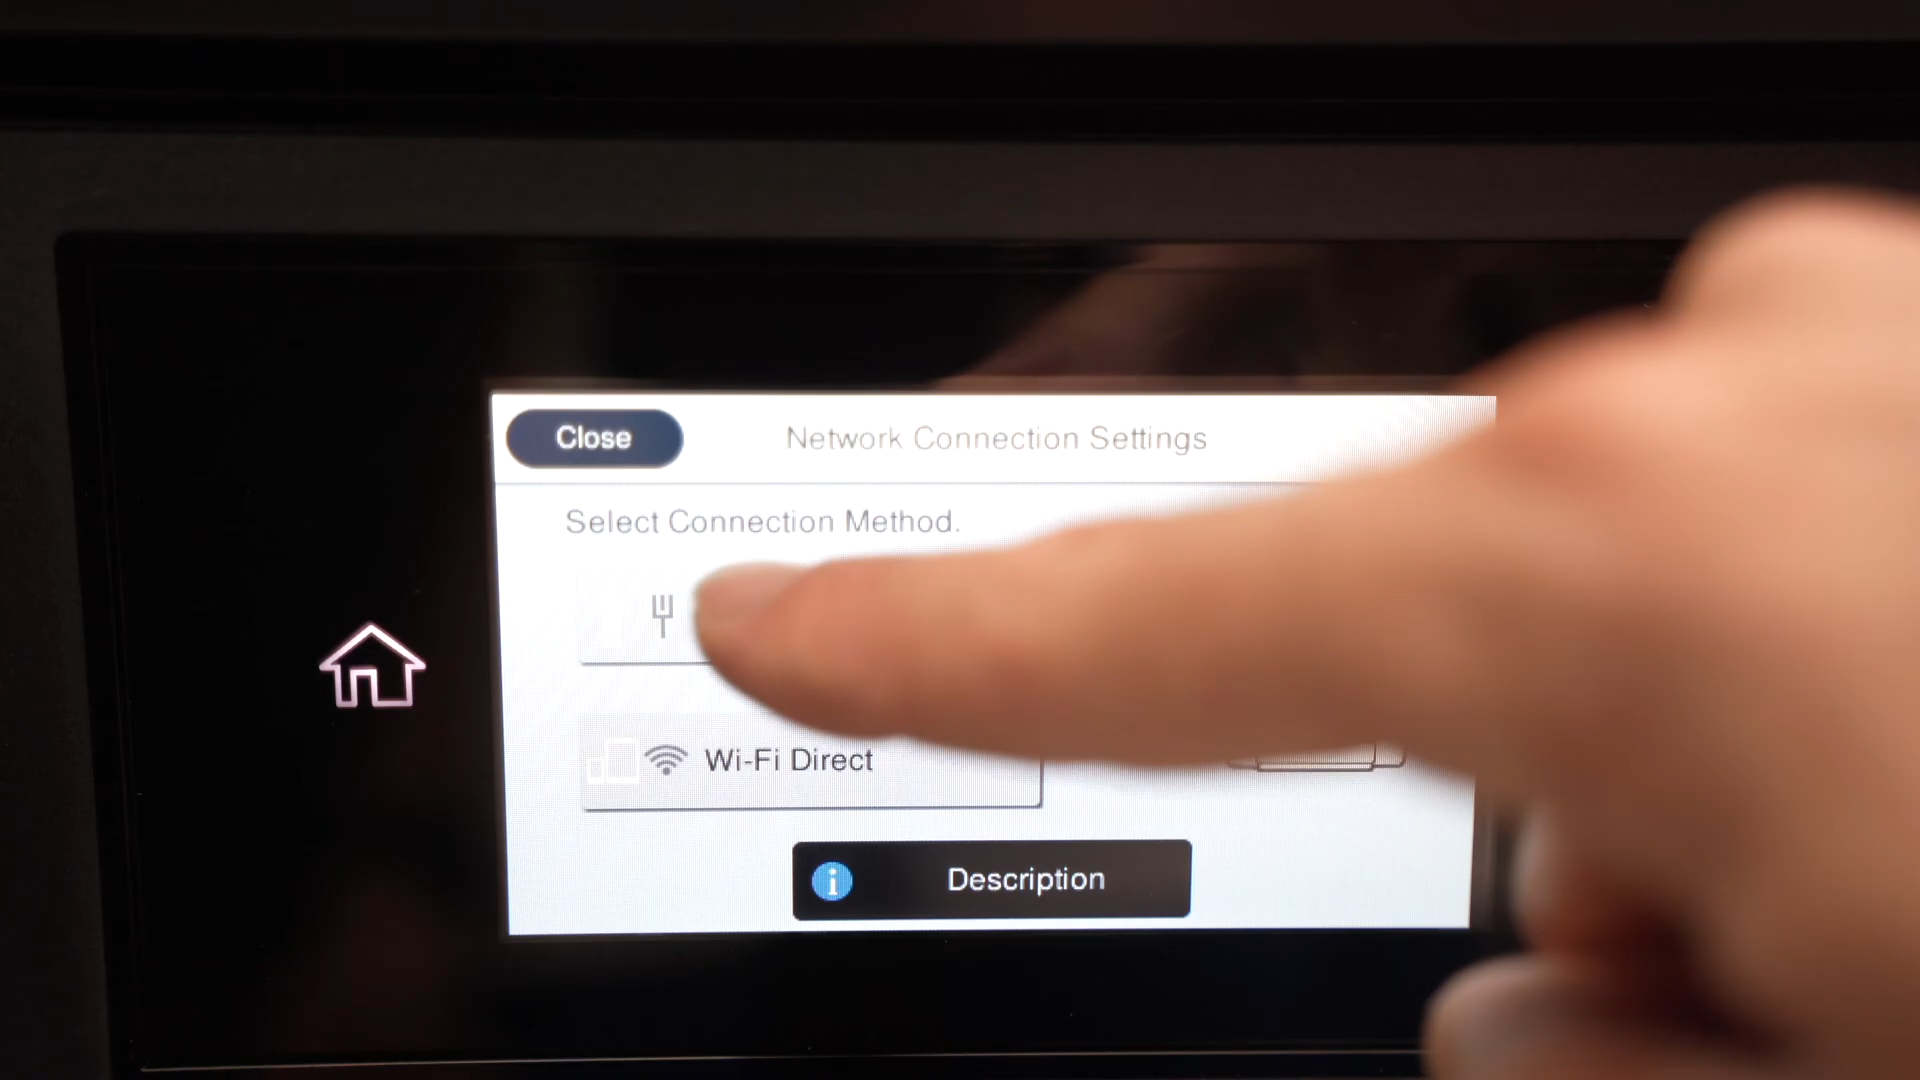 Close
Network Connection Settings
Select Connection Method.
Wi-Fi Direct
Description